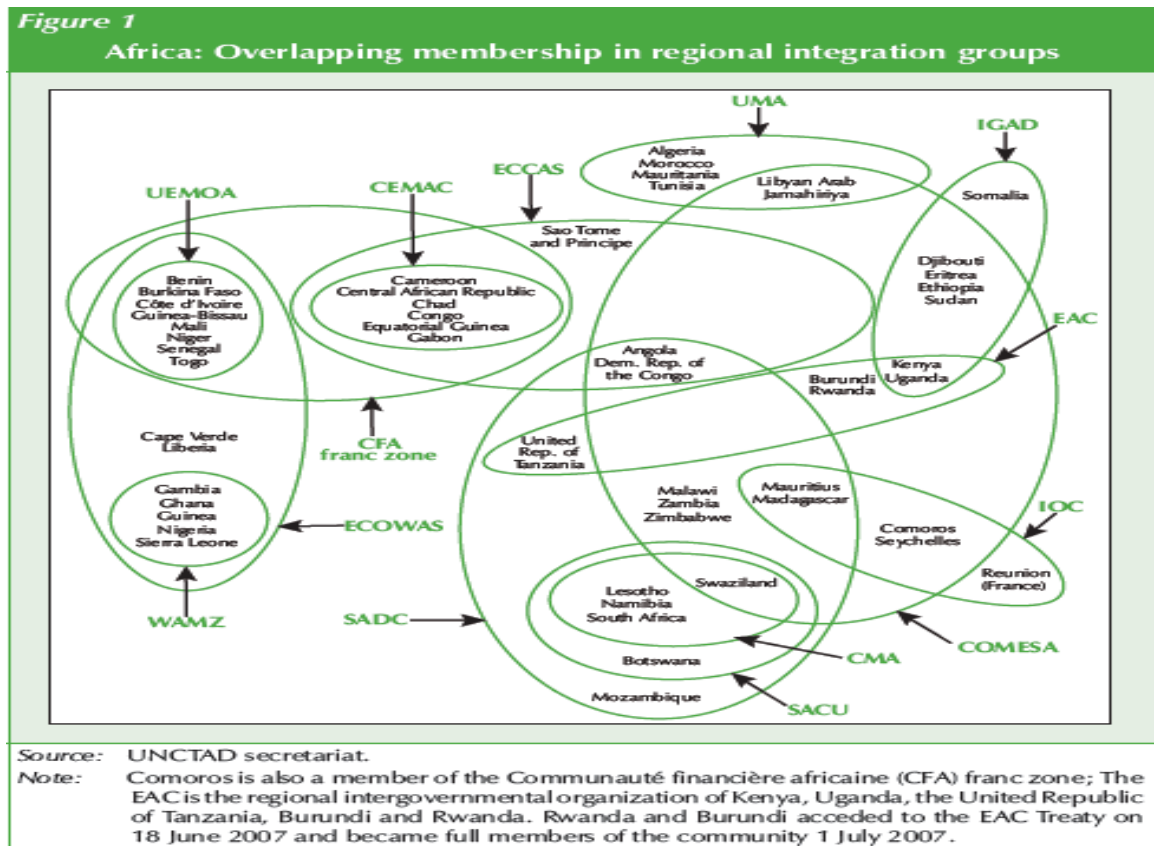 Figure 1
Africa: Overlapping membership in regional integration groups
UMA
IGAD
ECCAS
CEMAC
UEMOA
Algeria
Morocco
Mauritania
Tunisia
Libyan Arab
Jamahiriya
Somalia
Sao Tome
and Principe
Djibouti
Eritrea
Ethiopia
Sudan
Benin
Burkina Faso
Côte d'Ivoire
Guinea-Bissau
Mali
Niger
Senegal
Togo
Cameroon
Central African Republic
Chad
Congo
Equatorial Guinea
Gabon
EAC
Angola
Dem. Rep. of
the Congo
Kenya
Uganda
Burundi
Rwanda
CFA
franc zone
Cape Verde
Liberia
United
Rep. of
Tanzania
Gambia
Ghana
Guinea
Nigeria
Sierra Leone
ECOWAS
Malawi
Zambia
Zimbabwe
Mauritius
Madagascar
IOC
Comoros
Seychelles
Reunion
(France)
Swaziland
Lesotho
Namibia
South Africa
WAMZ
SADC
COMESA
CMA
Botswana
Mozambique
SACU
Source: UNCTAD secretariat.
Note: Comoros is also a member of the Communauté financière africaine (CFA) franc zone; The
EAC is the regional intergovernmental organization of Kenya, Uganda, the United Republic
of Tanzania, Burundi and Rwanda. Rwanda and Burundi acceded to the EAC Treaty on
18 June 2007 and became full members of the community 1 July 2007.